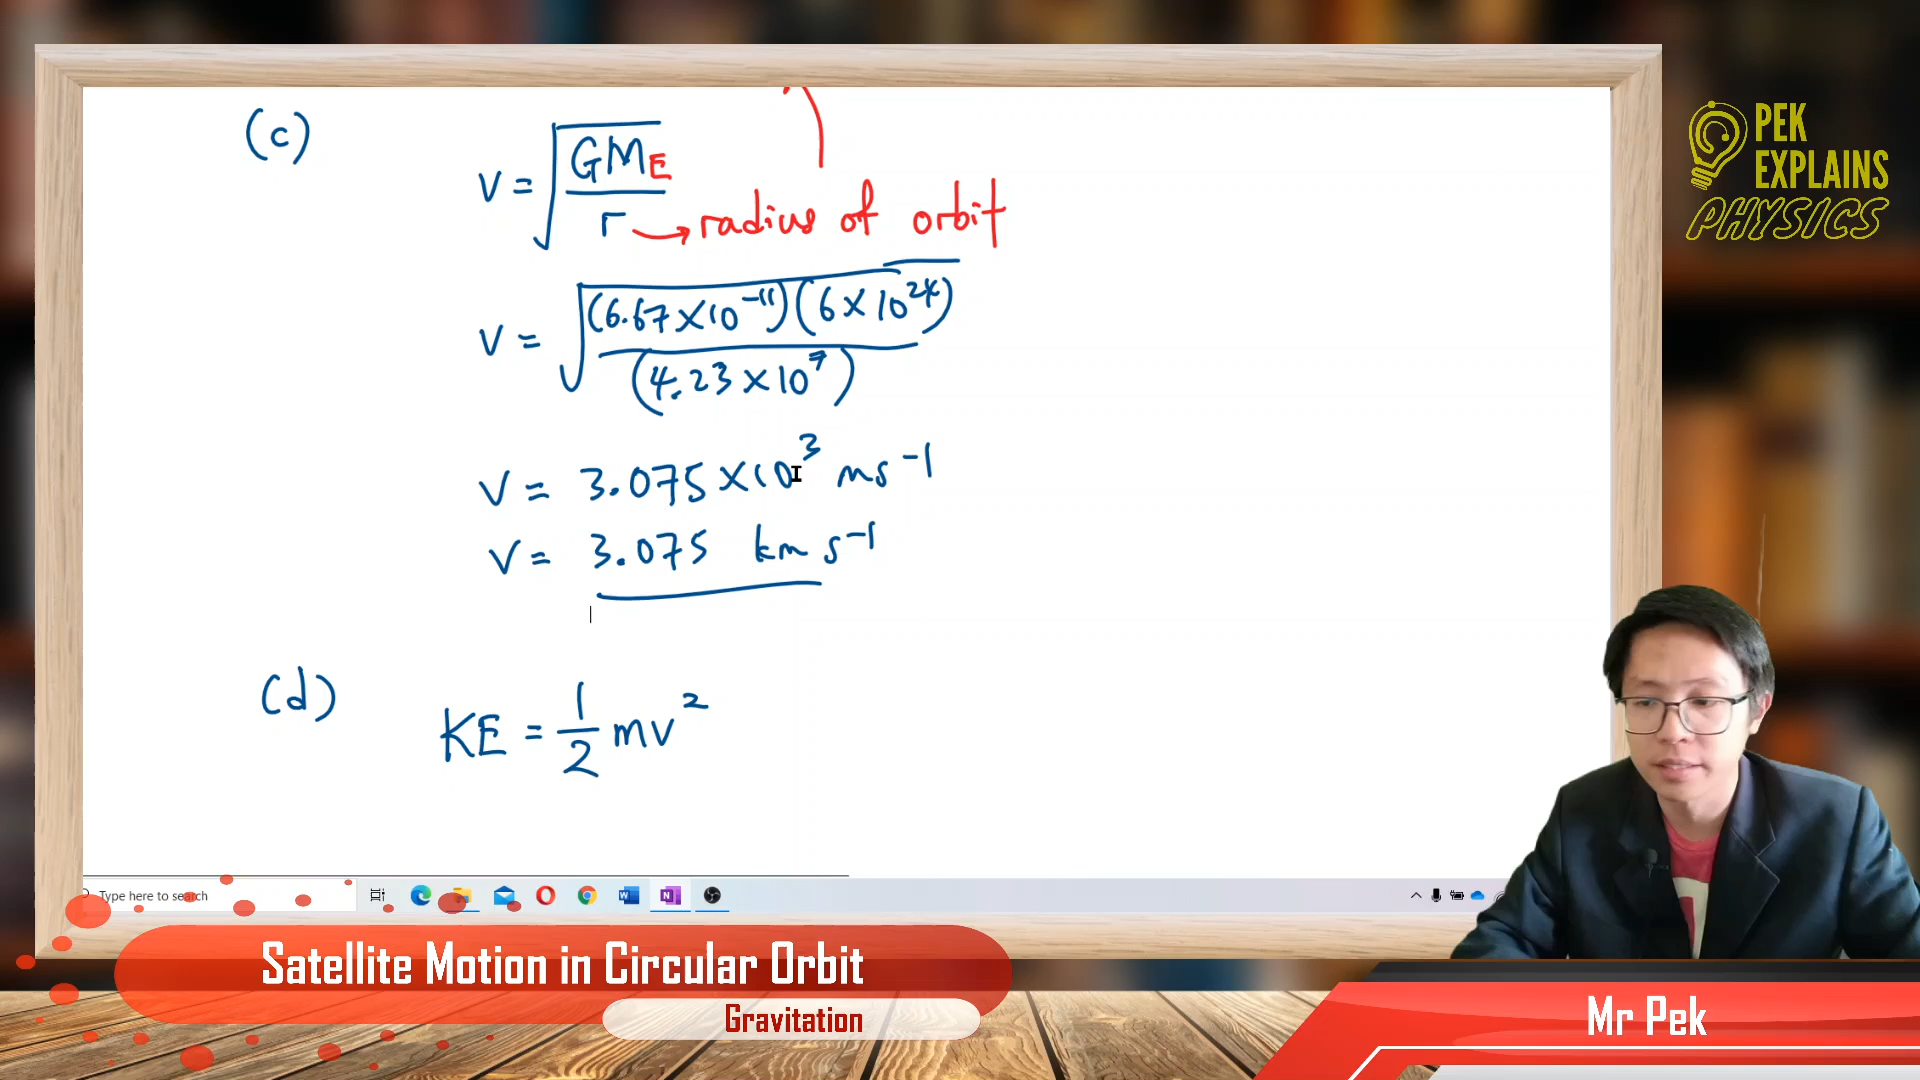 (c)
v = √(GM_E / r) → radius of orbit
v = √((6.67×10⁻¹¹)(6×10²⁴) / (4.23×10⁷))
v = 3.075×10³ ms⁻¹
v = 3.075 km s⁻¹
(d)
KE = 1/2 mv²
PEK
EXPLAINS
PHYSICS
Type here to search
Satellite Motion in Circular Orbit
Gravitation
Mr Pek